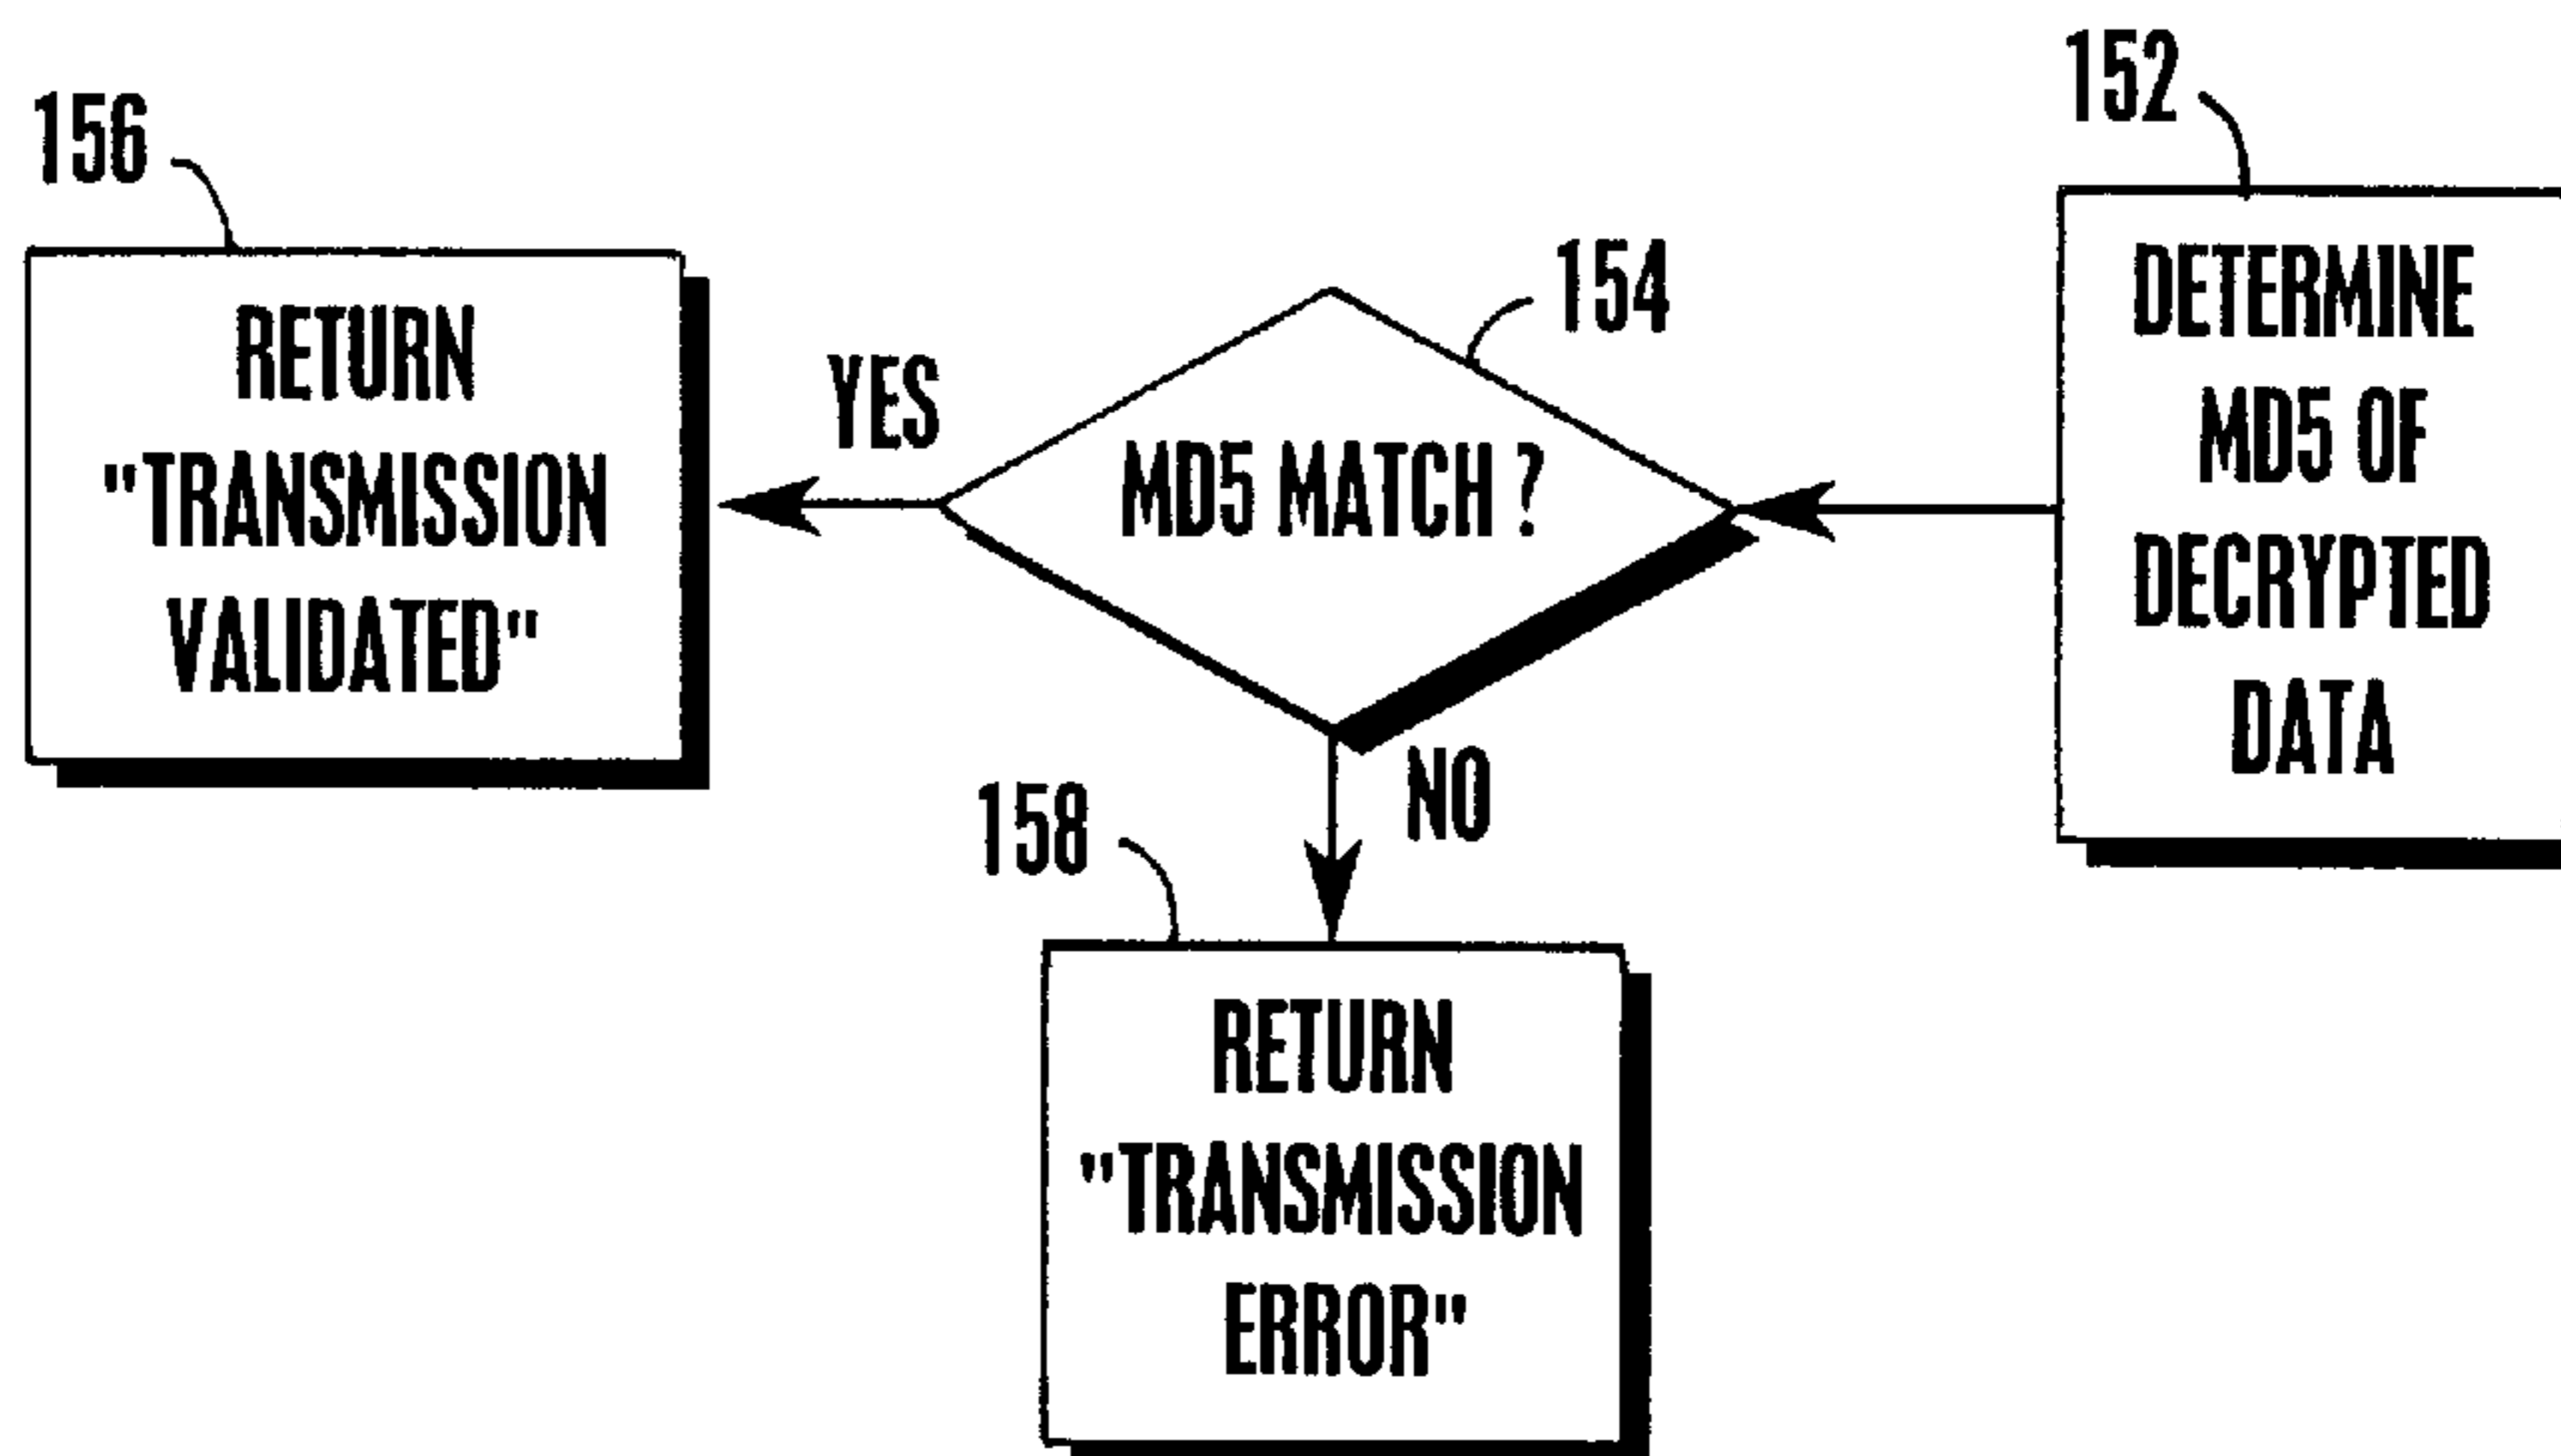 152
DETERMINE
MD5 OF
DECRYPTED
DATA
154
MD5 MATCH ?
YES
156
RETURN
"TRANSMISSION
VALIDATED"
NO
158
RETURN
"TRANSMISSION
ERROR"